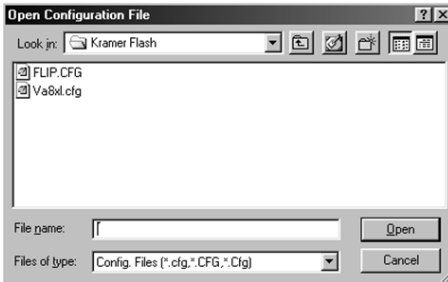 Open Configuration File
Look in: Kramer Flash
FLIP.CFG
Va8xl.cfg
File name:
Open
Files of type: Config. Files (*.cfg,*.CFG,*.Cfg)
Cancel